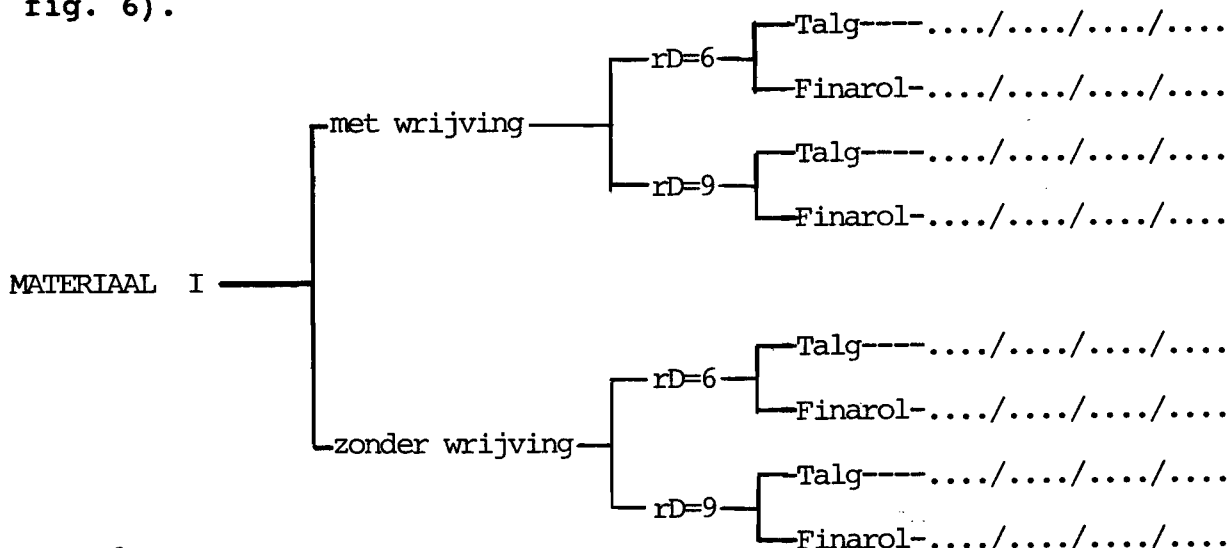 fig. 6).
Talg----..../..../..../....
rD=6
Finarol-..../..../..../....
met wrijving
Talg----..../..../..../....
rD=9
Finarol-..../..../..../....
MATERIAAL I
Talg----..../..../..../....
rD=6
Finarol-..../..../..../....
zonder wrijving
Talg----..../..../..../....
rD=9
Finarol-..../..../..../....